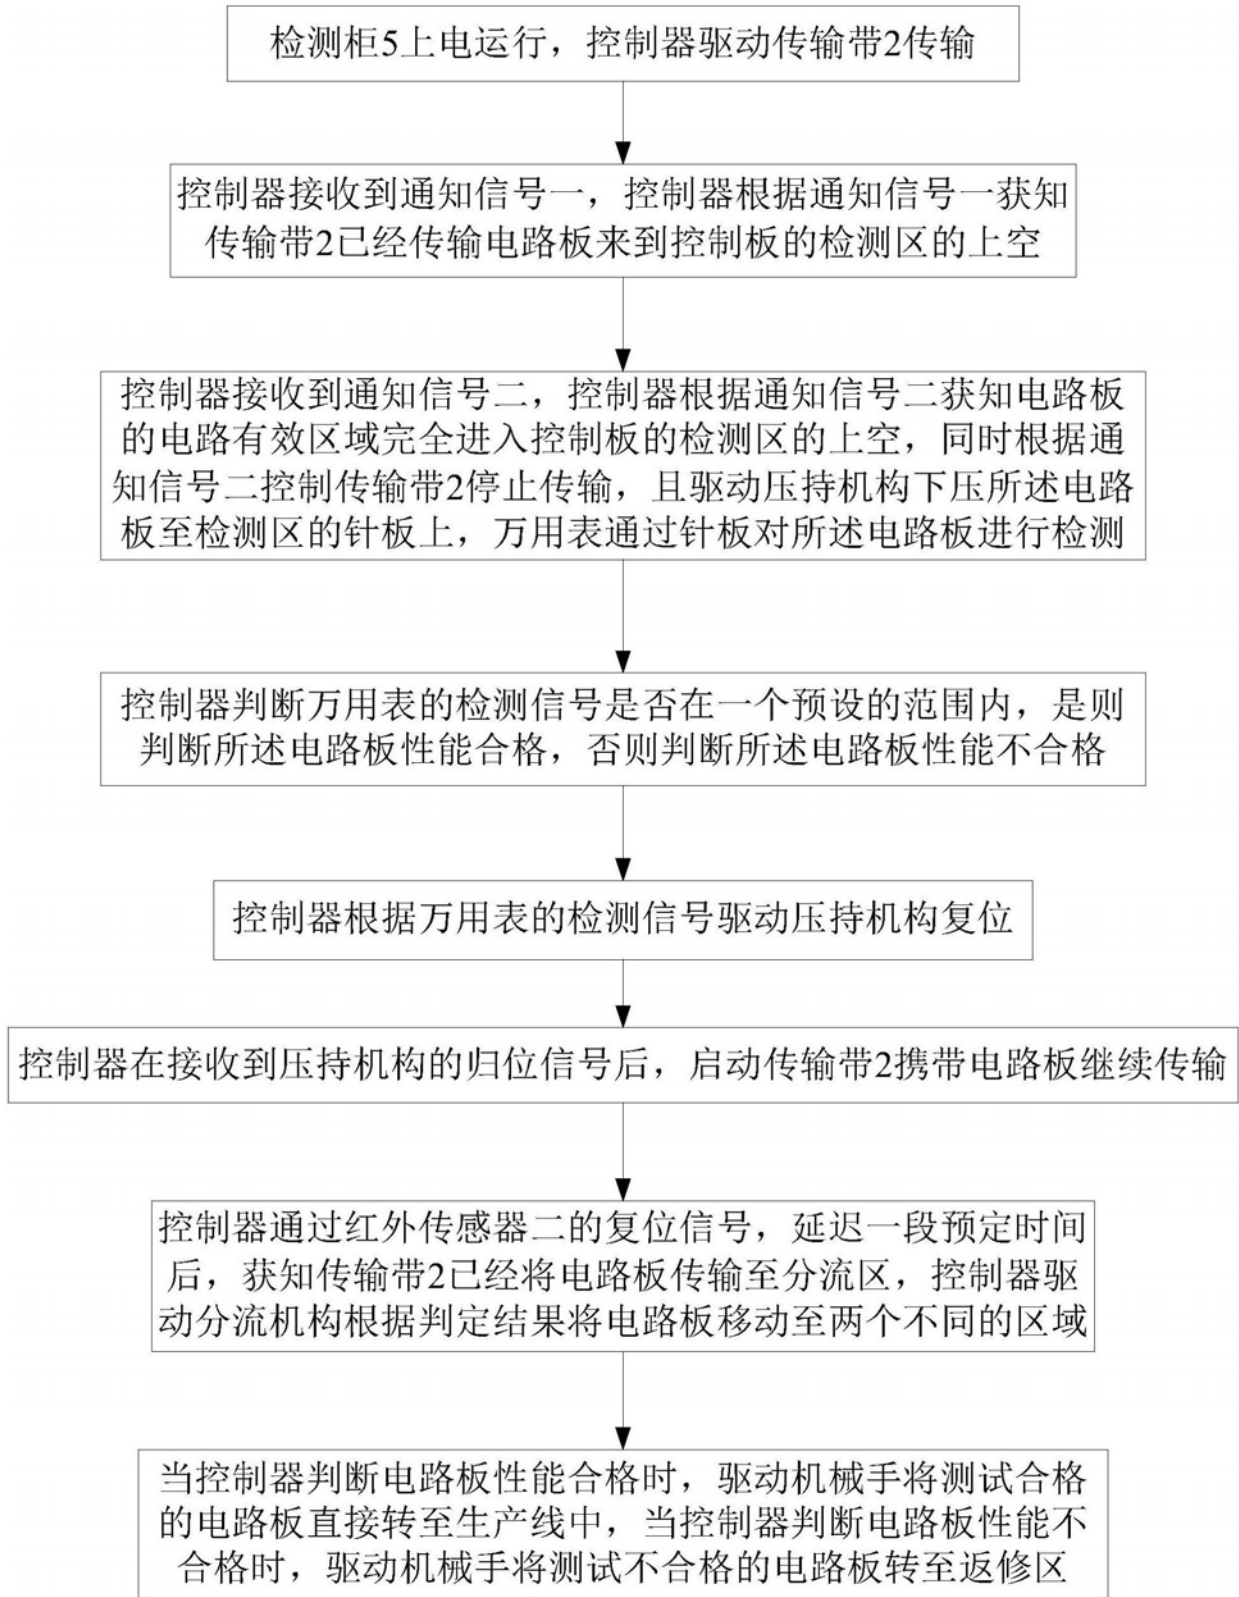 检测柜5上电运行，控制器驱动传输带2传输
控制器接收到通知信号一，控制器根据通知信号一获知
传输带2已经传输电路板来到控制板的检测区的上空
控制器接收到通知信号二，控制器根据通知信号二获知电路板
的电路有效区域完全进入控制板的检测区的上空，同时根据通
知信号二控制传输带2停止传输，且驱动压持机构下压所述电路
板至检测区的针板上，万用表通过针板对所述电路板进行检测
控制器判断万用表的检测信号是否在一个预设的范围内，是则
判断所述电路板性能合格，否则判断所述电路板性能不合格
控制器根据万用表的检测信号驱动压持机构复位
控制器在接收到压持机构的归位信号后，启动传输带2携带电路板继续传输
控制器通过红外传感器二的复位信号，延迟一段预定时间
后，获知传输带2已经将电路板传输至分流区，控制器驱
动分流机构根据判定结果将电路板移动至两个不同的区域
当控制器判断电路板性能合格时，驱动机械手将测试合格
的电路板直接转至生产线中，当控制器判断电路板性能不
合格时，驱动机械手将测试不合格的电路板转至返修区